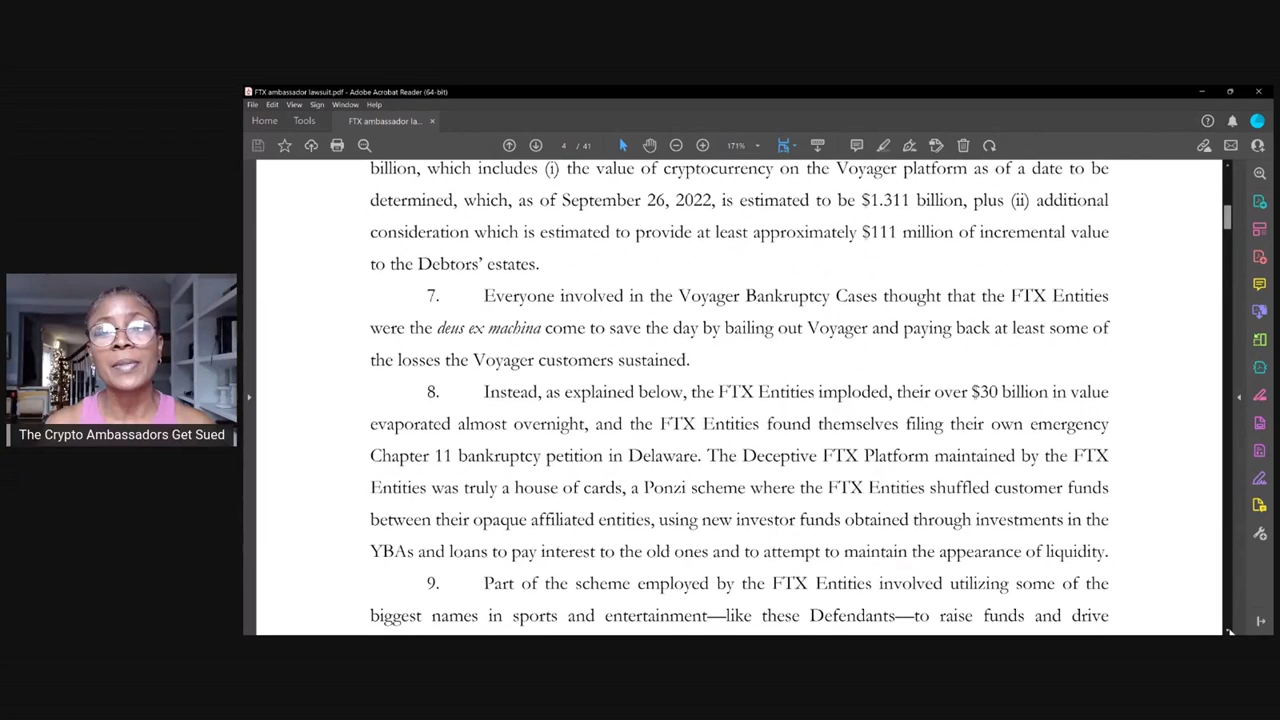 FTX ambassador lawsuit.pdf - Adobe Acrobat Reader (64-bit)
File Edit View Sign Window Help
Home Tools FTX ambassador la... ×
4 / 41 171%
billion, which includes (i) the value of cryptocurrency on the Voyager platform as of a date to be
determined, which, as of September 26, 2022, is estimated to be $1.311 billion, plus (ii) additional
consideration which is estimated to provide at least approximately $111 million of incremental value
to the Debtors’ estates.
7. Everyone involved in the Voyager Bankruptcy Cases thought that the FTX Entities
were the deus ex machina come to save the day by bailing out Voyager and paying back at least some of
the losses the Voyager customers sustained.
8. Instead, as explained below, the FTX Entities imploded, their over $30 billion in value
evaporated almost overnight, and the FTX Entities found themselves filing their own emergency
Chapter 11 bankruptcy petition in Delaware. The Deceptive FTX Platform maintained by the FTX
Entities was truly a house of cards, a Ponzi scheme where the FTX Entities shuffled customer funds
between their opaque affiliated entities, using new investor funds obtained through investments in the
YBAs and loans to pay interest to the old ones and to attempt to maintain the appearance of liquidity.
9. Part of the scheme employed by the FTX Entities involved utilizing some of the
biggest names in sports and entertainment—like these Defendants—to raise funds and drive
The Crypto Ambassadors Get Sued